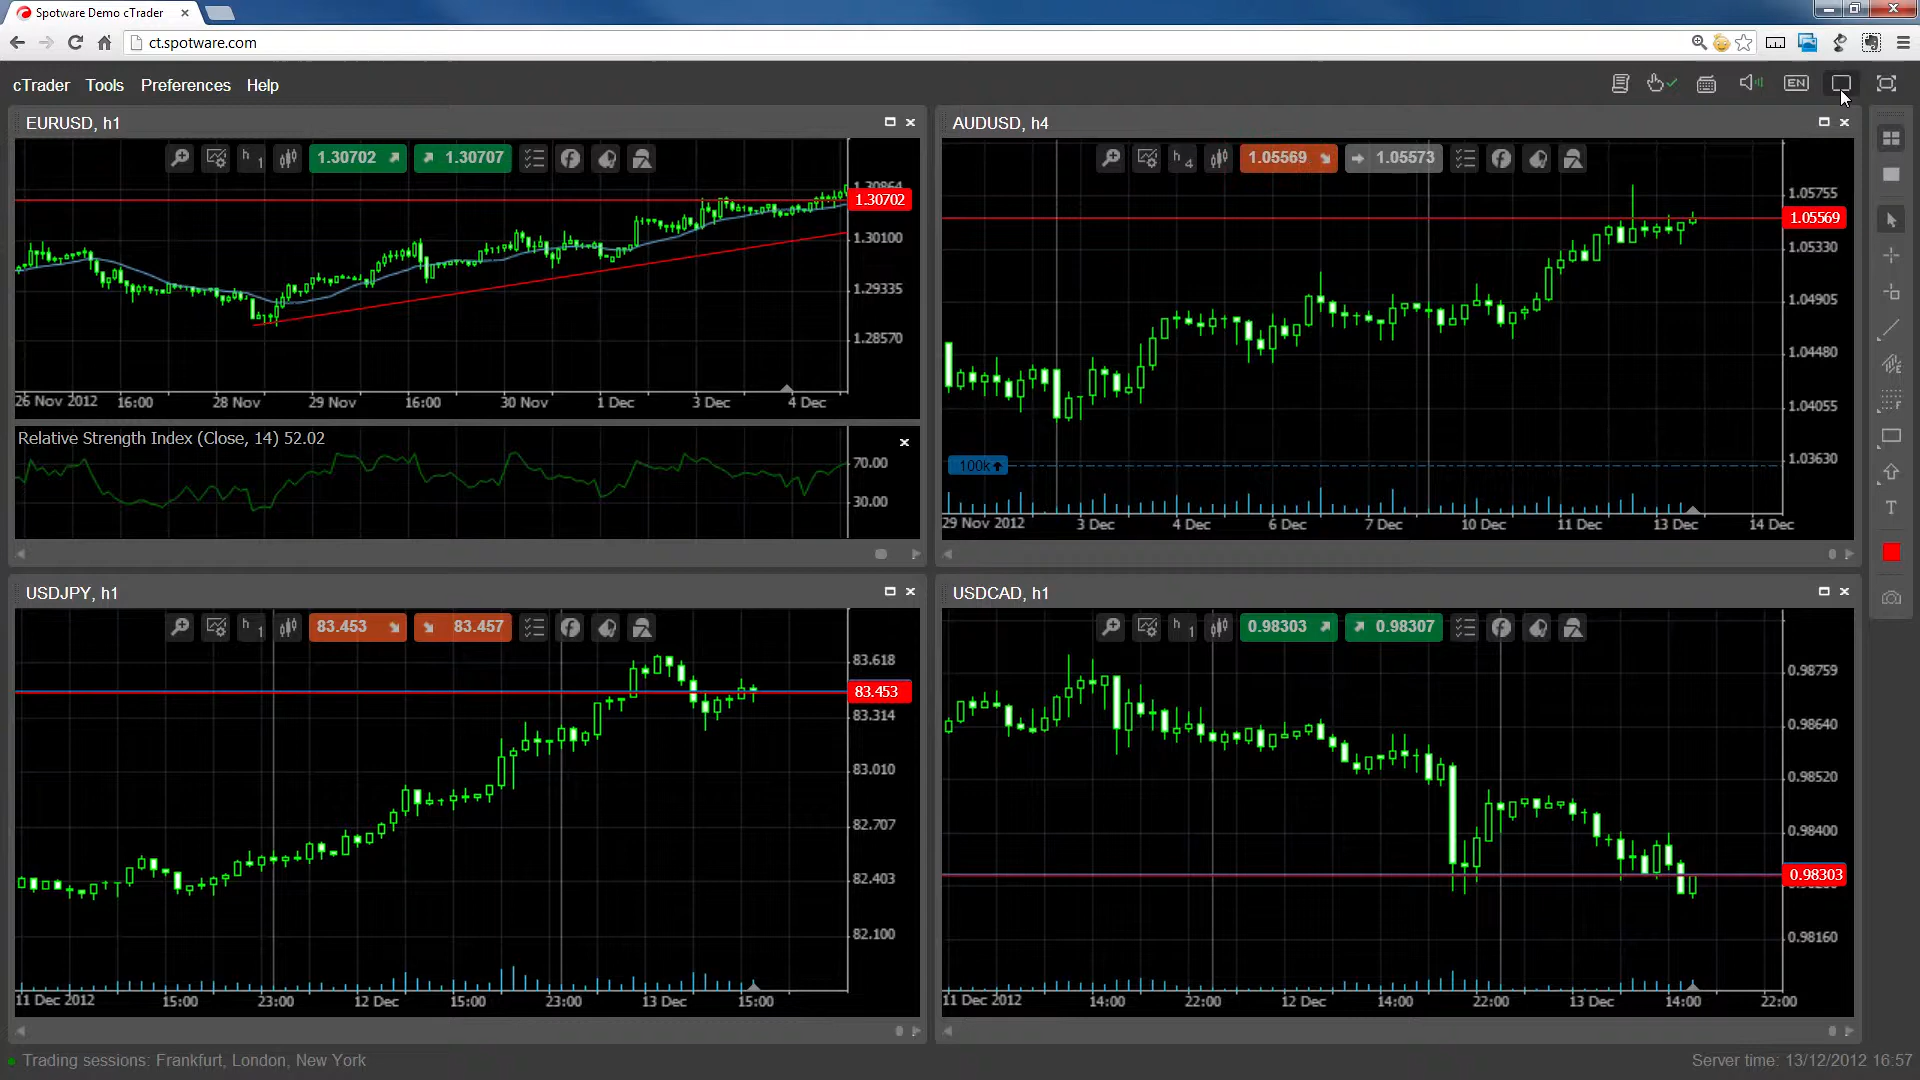 Spotware Demo cTrader
ct.spotware.com
cTrader Tools Preferences Help
EN
EURUSD, h1
h 1
1.30702
1.30707
1.30864
1.30702
1.30100
1.29335
1.28570
26 Nov 2012 16:00 28 Nov 29 Nov 16:00 30 Nov 1 Dec 3 Dec 4 Dec
Relative Strength Index (Close, 14) 52.02
70.00
30.00
AUDUSD, h4
h 4
1.05569
1.05573
1.05755
1.05569
1.05330
1.04905
1.04480
1.04055
1.03630
100k
29 Nov 2012 3 Dec 4 Dec 6 Dec 7 Dec 10 Dec 11 Dec 13 Dec 14 Dec
USDJPY, h1
h 1
83.453
83.457
83.618
83.453
83.314
83.010
82.707
82.403
82.100
11 Dec 2012 15:00 23:00 12 Dec 15:00 23:00 13 Dec 15:00
USDCAD, h1
h 1
0.98303
0.98307
0.98759
0.98640
0.98520
0.98400
0.98303
0.98160
11 Dec 2012 14:00 22:00 12 Dec 14:00 22:00 13 Dec 14:00 22:00
T
Trading sessions: Frankfurt, London, New York
Server time: 13/12/2012 16:57